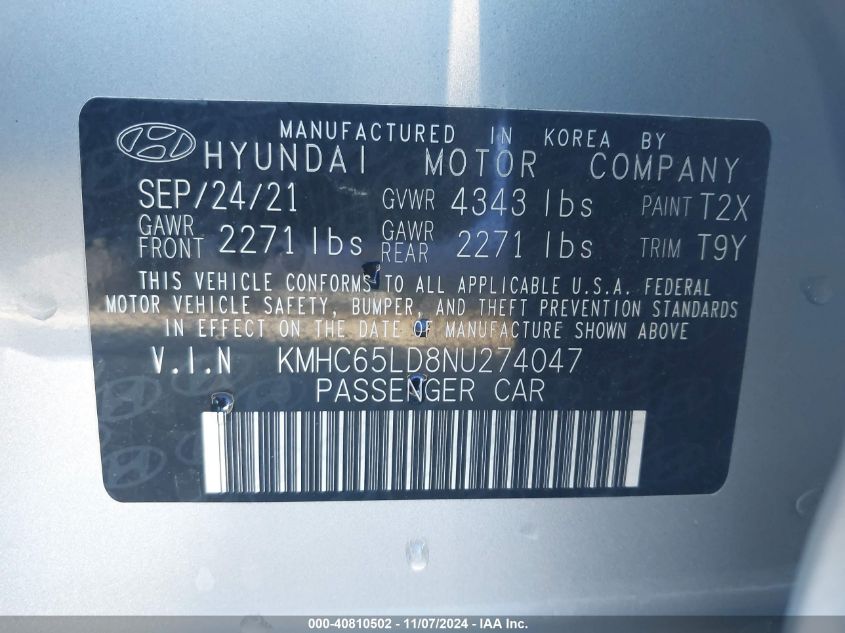 MANUFACTURED IN KOREA BY
HYUNDAI MOTOR COMPANY
SEP/24/21 GVWR 4343 lbs PAINT T2X
GAWR FRONT 2271 lbs GAWR REAR 2271 lbs TRIM T9Y
THIS VEHICLE CONFORMS TO ALL APPLICABLE U.S.A. FEDERAL
MOTOR VEHICLE SAFETY, BUMPER, AND THEFT PREVENTION STANDARDS
IN EFFECT ON THE DATE OF MANUFACTURE SHOWN ABOVE
V.I.N KMHC65LD8NU274047
PASSENGER CAR
000-40810502 - 11/07/2024 - IAA Inc.